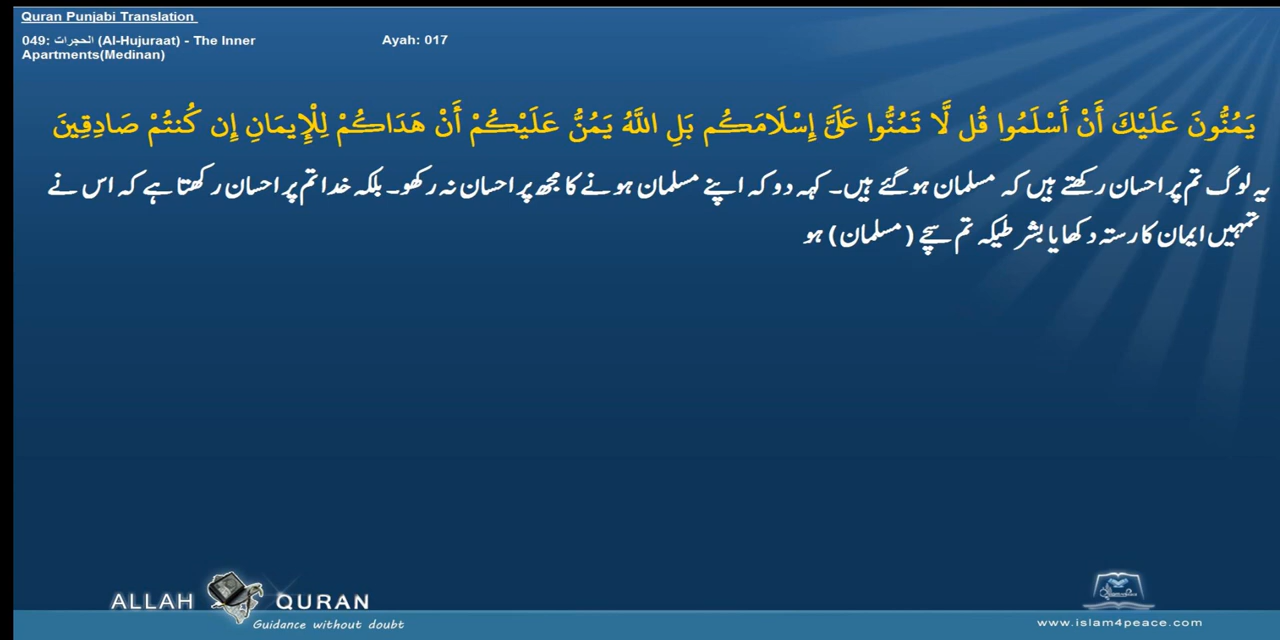 Quran Punjabi Translation
049: الحجرات (Al-Hujuraat) - The Inner Apartments(Medinan)
Ayah: 017
يَمُنُّونَ عَلَيْكَ أَنْ أَسْلَمُوا قُل لَّا تَمُنُّوا عَلَيَّ إِسْلَامَكُم بَلِ اللَّهُ يَمُنُّ عَلَيْكُمْ أَنْ هَدَاكُمْ لِلْإِيمَانِ إِن كُنتُمْ صَادِقِينَ
یہ لوگ تم پر احسان رکھتے ہیں کہ مسلمان ہوگئے ہیں۔ کہہ دو کہ اپنے مسلمان ہونے کا مجھ پر احسان نہ رکھو۔ بلکہ خدا تم پر احسان رکھتا ہے کہ اس نے
تمہیں ایمان کا رستہ دکھایا بشرطیکہ تم سچے (مسلمان) ہو
ALLAH QURAN
Guidance without doubt
www.islam4peace.com